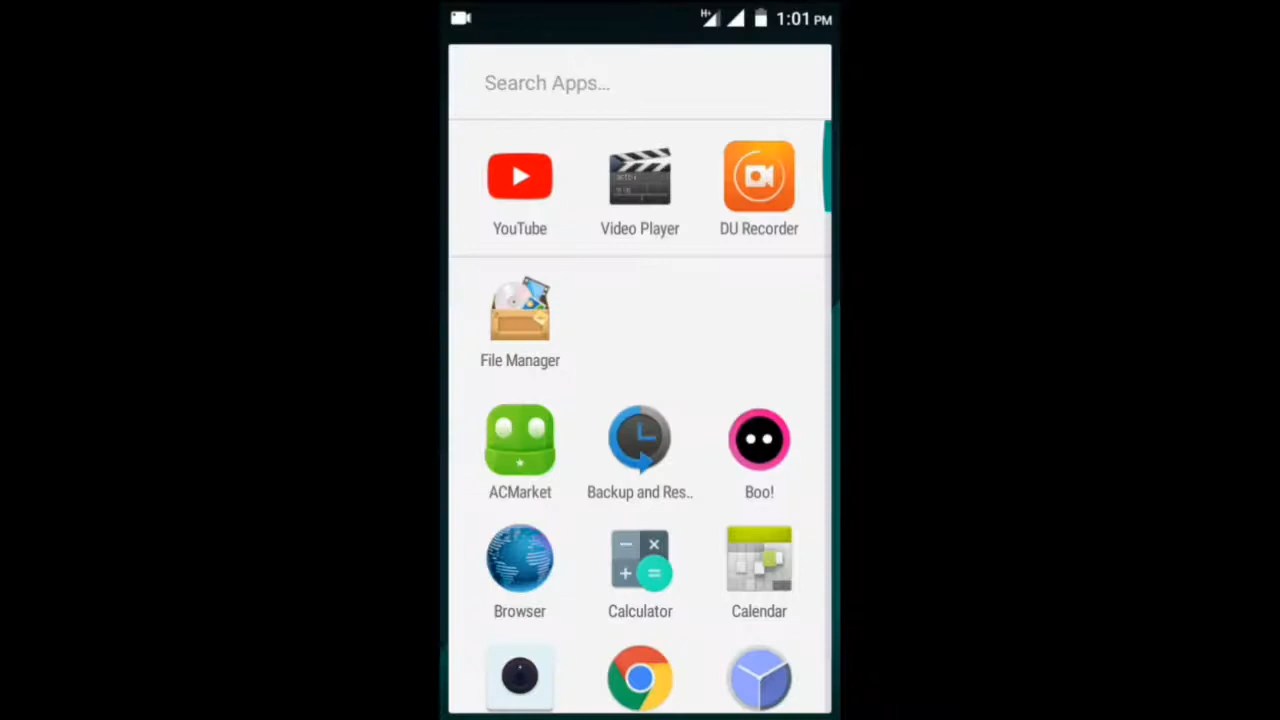 H+ 1:01 PM
Search Apps...
YouTube Video Player DU Recorder
File Manager
ACMarket Backup and Res.. Boo!
Browser Calculator Calendar